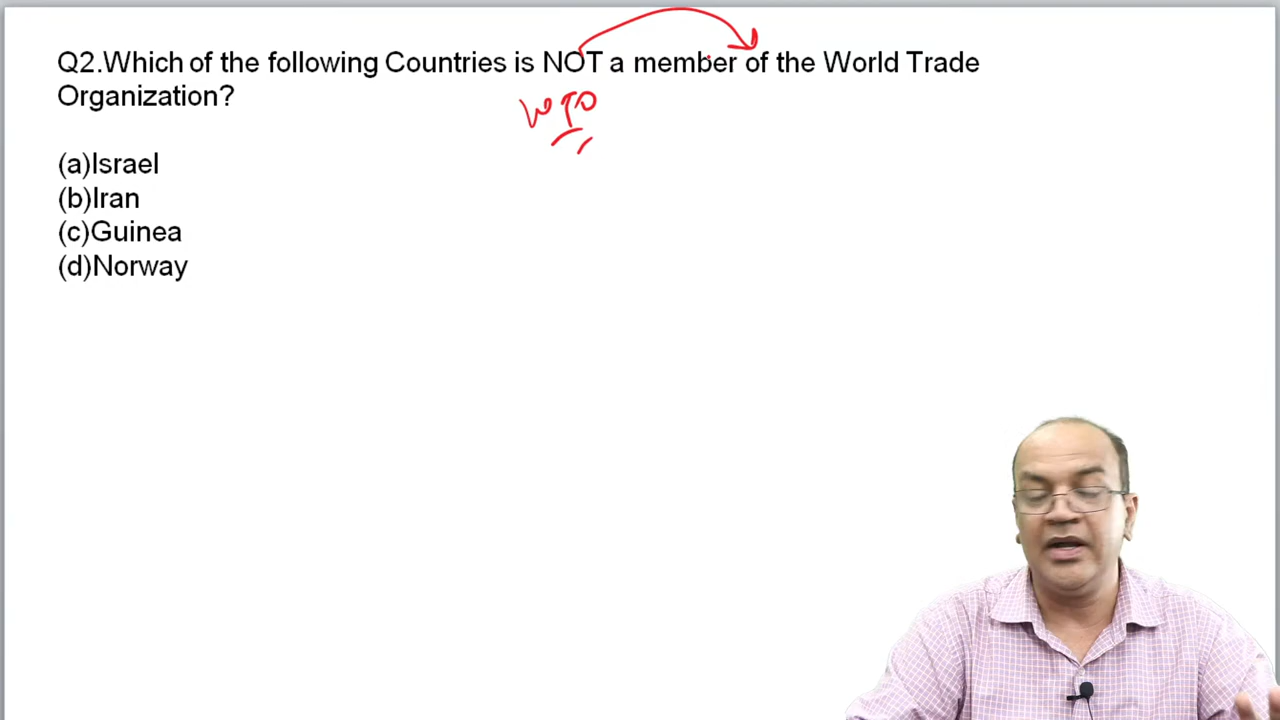 Q2.Which of the following Countries is NOT a member of the World Trade
Organization?
WTO
(a)Israel
(b)Iran
(c)Guinea
(d)Norway